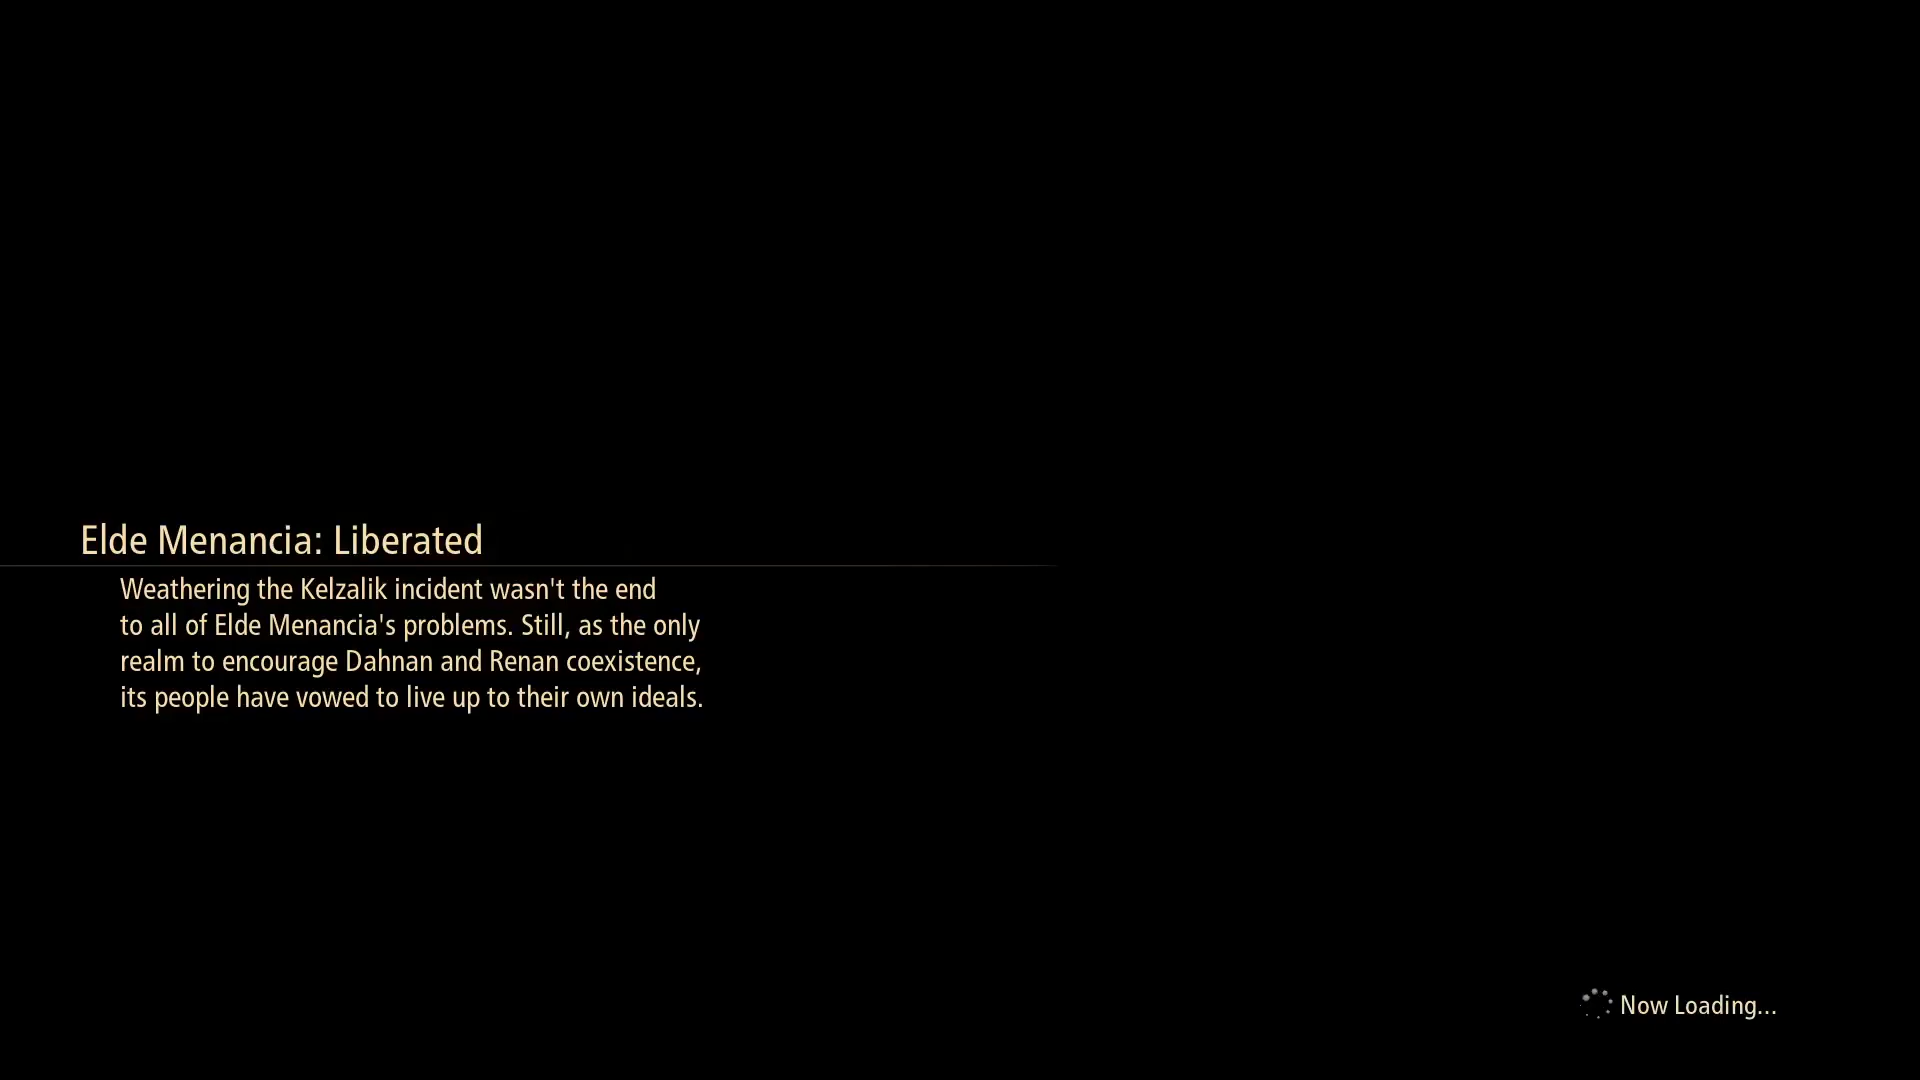 Elde Menancia: Liberated
Weathering the Kelzalik incident wasn't the end
to all of Elde Menancia's problems. Still, as the only
realm to encourage Dahnan and Renan coexistence,
its people have vowed to live up to their own ideals.
Now Loading...